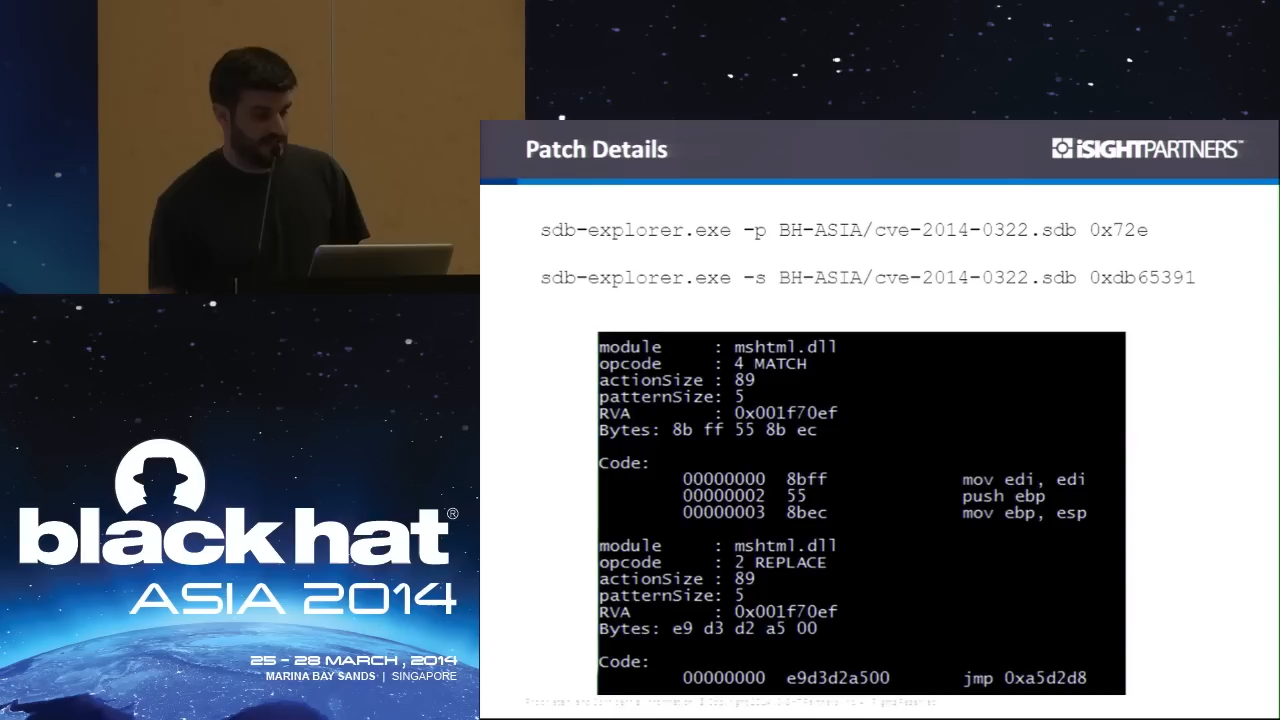 Patch Details
iSIGHTPARTNERS
sdb-explorer.exe -p BH-ASIA/cve-2014-0322.sdb 0x72e
sdb-explorer.exe -s BH-ASIA/cve-2014-0322.sdb 0xdb65391
module : mshtml.dll
opcode : 4 MATCH
actionSize : 89
patternSize: 5
RVA : 0x001f70ef
Bytes: 8b ff 55 8b ec
Code:
00000000 8bff mov edi, edi
00000002 55 push ebp
00000003 8bec mov ebp, esp
module : mshtml.dll
opcode : 2 REPLACE
actionSize : 89
patternSize: 5
RVA : 0x001f70ef
Bytes: e9 d3 d2 a5 00
Code:
00000000 e9d3d2a500 jmp 0xa5d2d8
black hat®
ASIA 2014
25 - 28 MARCH, 2014
MARINA BAY SANDS | SINGAPORE